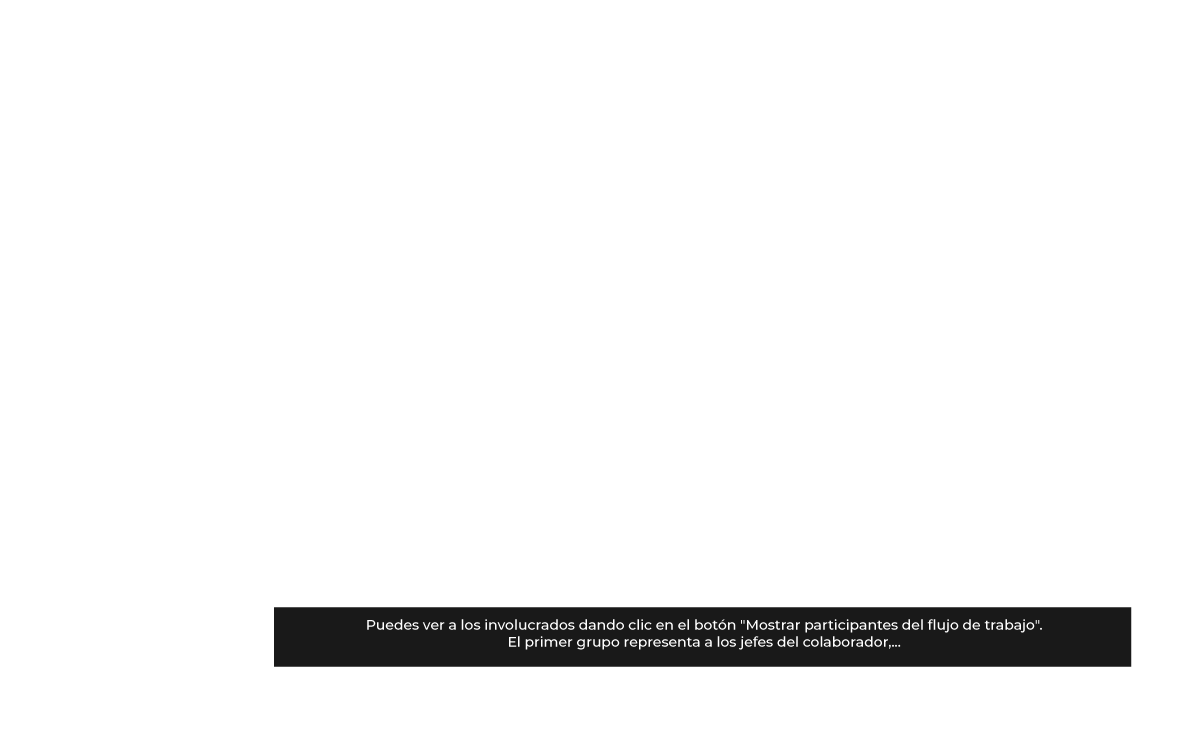 Puedes ver a los involucrados dando clic en el botón "Mostrar participantes del flujo de trabajo".
El primer grupo representa a los jefes del colaborador,...